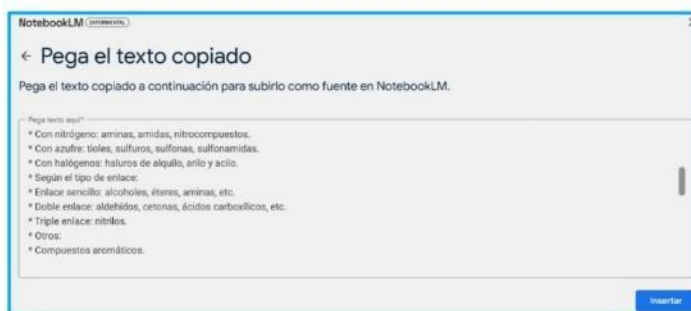 NotebookLM EXPERIMENTAL
← Pega el texto copiado
Pega el texto copiado a continuación para subirlo como fuente en NotebookLM.
Pega texto aquí*
* Con nitrógeno: aminas, amidas, nitrocompuestos.
* Con azufre: tioles, sulfuros, sulfonas, sulfonamidas.
* Con halógenos: haluros de alquilo, arilo y acilo.
* Según el tipo de enlace:
* Enlace sencillo: alcoholes, éteres, aminas, etc.
* Doble enlace: aldehídos, cetonas, ácidos carboxílicos, etc.
* Triple enlace: nitrilos.
* Otros:
* Compuestos aromáticos.
Insertar